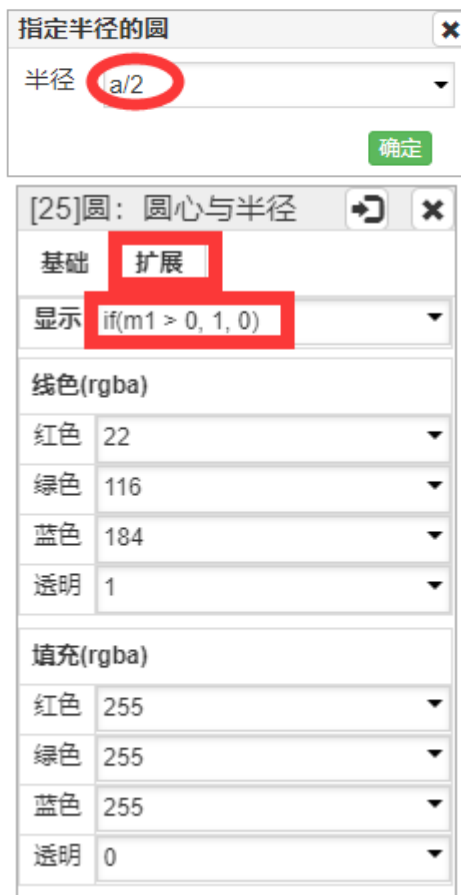 指定半径的圆
半径 a/2
确定
[25]圆：圆心与半径
基础 扩展
显示 if(m1 > 0, 1, 0)
线色(rgba)
红色 22
绿色 116
蓝色 184
透明 1
填充(rgba)
红色 255
绿色 255
蓝色 255
透明 0